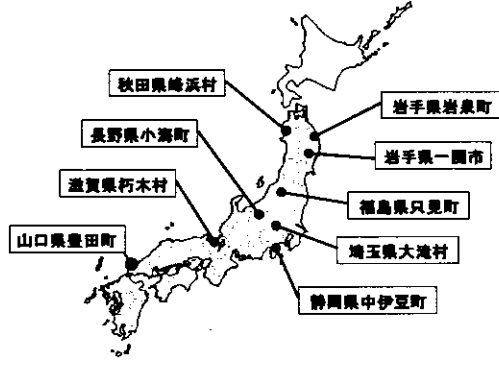 秋田県峰浜村
岩手県岩泉町
長野県小海町
岩手県一関市
滋賀県朽木村
福島県只見町
山口県豊田町
埼玉県大滝村
静岡県中伊豆町